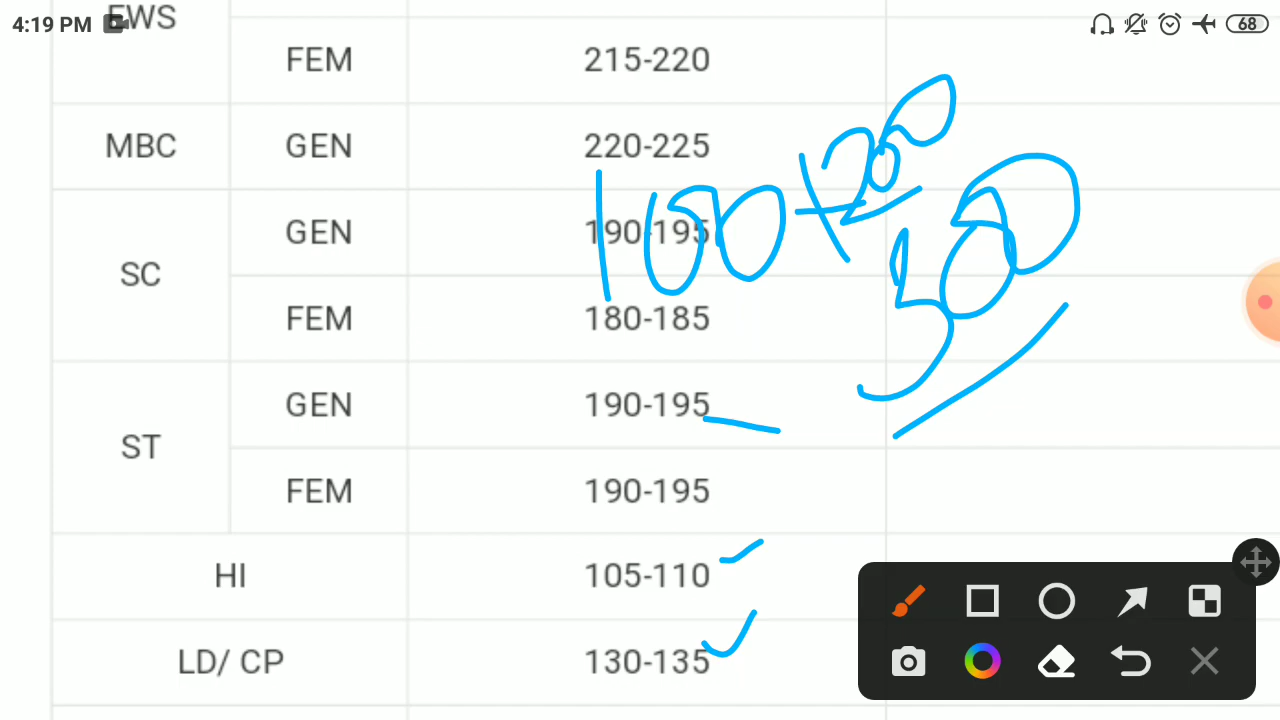 4:19 PM 68
EWS
FEM 215-220
MBC GEN 220-225
100+200
300
SC GEN 190-195
FEM 180-185
ST GEN 190-195
FEM 190-195
HI 105-110
LD/ CP 130-135